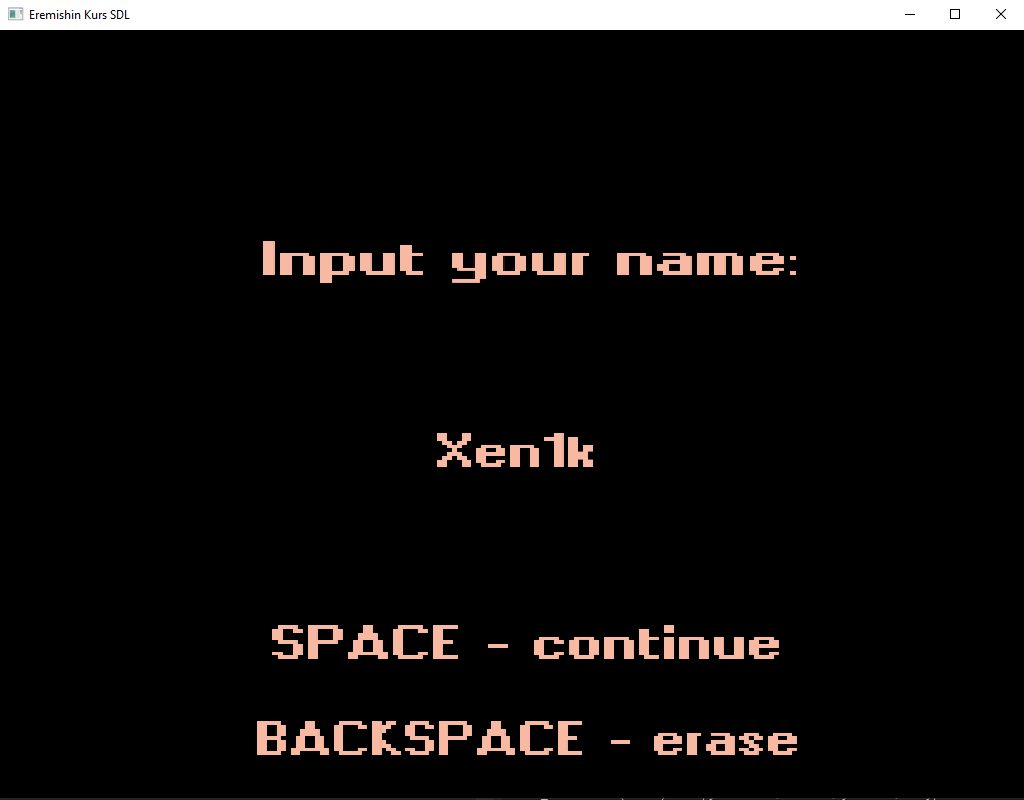 Eremishin Kurs SDL
Input your name:
Xen1k
SPACE - continue
BACKSPACE - erase